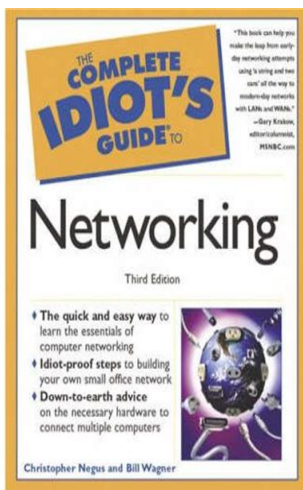 "This book can help you
make the leap from early-
day networking attempts
using 'a string and two
cans' all the way to
modern-day networks
with LANs and WANs."
—Gary Krakow,
editor/columnist,
MSNBC.com
THE
COMPLETE
IDIOT'S
GUIDE® TO
Networking
Third Edition
♦ The quick and easy way to
learn the essentials of
computer networking
♦ Idiot-proof steps to building
your own small office network
♦ Down-to-earth advice
on the necessary hardware to
connect multiple computers
Christopher Negus and Bill Wagner